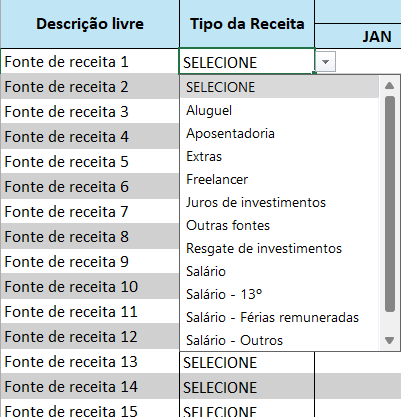 Descrição livre Tipo da Receita
JAN
Fonte de receita 1 SELECIONE
Fonte de receita 2 SELECIONE
Fonte de receita 3 Aluguel
Fonte de receita 4 Aposentadoria
Fonte de receita 5 Extras
Fonte de receita 6 Freelancer
Fonte de receita 7 Juros de investimentos
Fonte de receita 8 Outras fontes
Fonte de receita 9 Resgate de investimentos
Fonte de receita 10 Salário
Fonte de receita 11 Salário - 13º
Fonte de receita 12 Salário - Férias remuneradas
Salário - Outros
Fonte de receita 13 SELECIONE
Fonte de receita 14 SELECIONE
Fonte de receita 15 SELECIONE